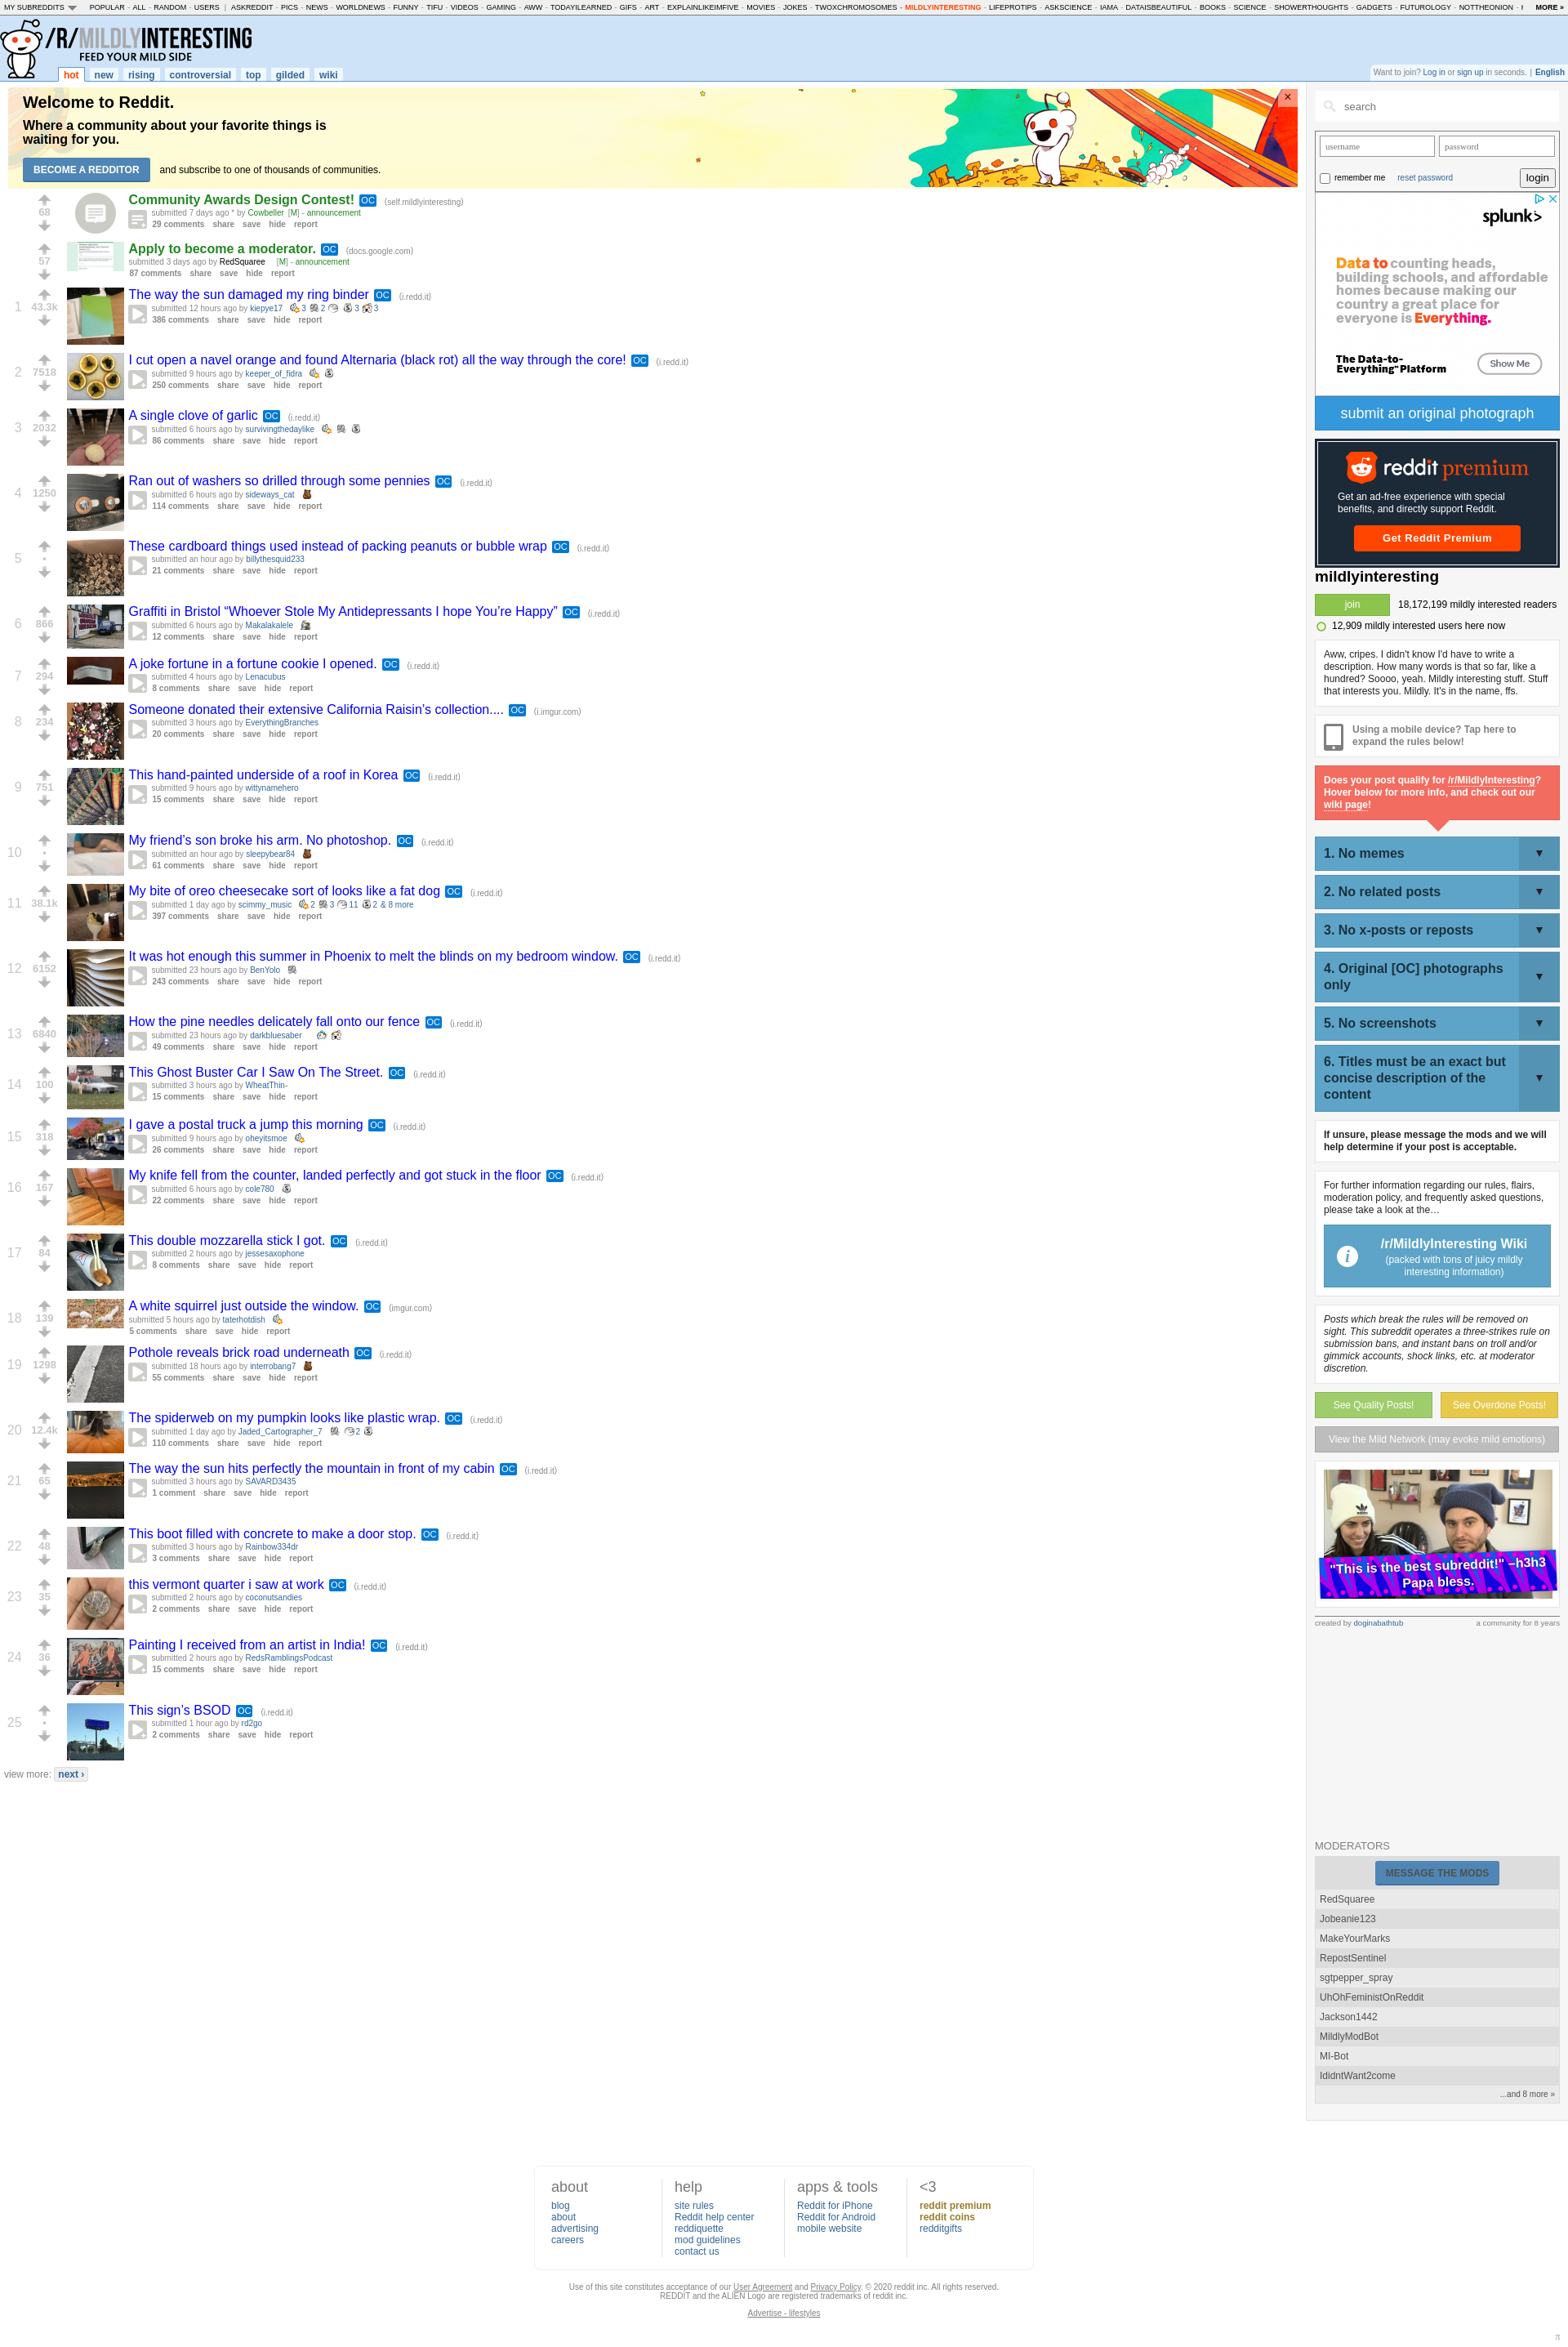 MY SUBREDDITS POPULAR - ALL - RANDOM - USERS | ASKREDDIT - PICS - NEWS - WORLDNEWS - FUNNY - TIFU - VIDEOS - GAMING - AWW - TODAYILEARNED - GIFS - ART - EXPLAINLIKEIMFIVE - MOVIES - JOKES - TWOXCHROMOSOMES - MILDLYINTERESTING - LIFEPROTIPS - ASKSCIENCE - IAMA - DATAISBEAUTIFUL - BOOKS - SCIENCE - SHOWERTHOUGHTS - GADGETS - FUTUROLOGY - NOTTHEONION - MORE »
/R/MILDLYINTERESTING
FEED YOUR MILD SIDE
hot new rising controversial top gilded wiki
Want to join? Log in or sign up in seconds. | English
Welcome to Reddit.
Where a community about your favorite things is
waiting for you.
BECOME A REDDITOR and subscribe to one of thousands of communities.
×
68
Community Awards Design Contest! OC (self.mildlyinteresting)
submitted 7 days ago * by Cowbeller [M] - announcement
29 comments share save hide report
57
Apply to become a moderator. OC (docs.google.com)
submitted 3 days ago by RedSquaree [M] - announcement
87 comments share save hide report
1 43.3k
The way the sun damaged my ring binder OC (i.redd.it)
submitted 12 hours ago by kiepye17 3 2 3 3
386 comments share save hide report
2 7518
I cut open a navel orange and found Alternaria (black rot) all the way through the core! OC (i.redd.it)
submitted 9 hours ago by keeper_of_fidra
250 comments share save hide report
3 2032
A single clove of garlic OC (i.redd.it)
submitted 6 hours ago by survivingthedaylike
86 comments share save hide report
4 1250
Ran out of washers so drilled through some pennies OC (i.redd.it)
submitted 6 hours ago by sideways_cat
114 comments share save hide report
5 •
These cardboard things used instead of packing peanuts or bubble wrap OC (i.redd.it)
submitted an hour ago by billythesquid233
21 comments share save hide report
6 866
Graffiti in Bristol “Whoever Stole My Antidepressants I hope You’re Happy” OC (i.redd.it)
submitted 6 hours ago by Makalakalele
12 comments share save hide report
7 294
A joke fortune in a fortune cookie I opened. OC (i.redd.it)
submitted 4 hours ago by Lenacubus
8 comments share save hide report
8 234
Someone donated their extensive California Raisin’s collection.... OC (i.imgur.com)
submitted 3 hours ago by EverythingBranches
20 comments share save hide report
9 751
This hand-painted underside of a roof in Korea OC (i.redd.it)
submitted 9 hours ago by wittynamehero
15 comments share save hide report
10 •
My friend’s son broke his arm. No photoshop. OC (i.redd.it)
submitted an hour ago by sleepybear84
61 comments share save hide report
11 38.1k
My bite of oreo cheesecake sort of looks like a fat dog OC (i.redd.it)
submitted 1 day ago by scimmy_music 2 3 11 2 & 8 more
397 comments share save hide report
12 6152
It was hot enough this summer in Phoenix to melt the blinds on my bedroom window. OC (i.redd.it)
submitted 23 hours ago by BenYolo
243 comments share save hide report
13 6840
How the pine needles delicately fall onto our fence OC (i.redd.it)
submitted 23 hours ago by darkbluesaber
49 comments share save hide report
14 100
This Ghost Buster Car I Saw On The Street. OC (i.redd.it)
submitted 3 hours ago by WheatThin-
15 comments share save hide report
15 318
I gave a postal truck a jump this morning OC (i.redd.it)
submitted 9 hours ago by oheyitsmoe
26 comments share save hide report
16 167
My knife fell from the counter, landed perfectly and got stuck in the floor OC (i.redd.it)
submitted 6 hours ago by cole780
22 comments share save hide report
17 84
This double mozzarella stick I got. OC (i.redd.it)
submitted 2 hours ago by jessesaxophone
8 comments share save hide report
18 139
A white squirrel just outside the window. OC (imgur.com)
submitted 5 hours ago by taterhotdish
5 comments share save hide report
19 1298
Pothole reveals brick road underneath OC (i.redd.it)
submitted 18 hours ago by interrobang7
55 comments share save hide report
20 12.4k
The spiderweb on my pumpkin looks like plastic wrap. OC (i.redd.it)
submitted 1 day ago by Jaded_Cartographer_7 2
110 comments share save hide report
21 65
The way the sun hits perfectly the mountain in front of my cabin OC (i.redd.it)
submitted 3 hours ago by SAVARD3435
1 comment share save hide report
22 48
This boot filled with concrete to make a door stop. OC (i.redd.it)
submitted 3 hours ago by Rainbow334dr
3 comments share save hide report
23 35
this vermont quarter i saw at work OC (i.redd.it)
submitted 2 hours ago by coconutsandies
2 comments share save hide report
24 36
Painting I received from an artist in India! OC (i.redd.it)
submitted 2 hours ago by RedsRamblingsPodcast
15 comments share save hide report
25 •
This sign’s BSOD OC (i.redd.it)
submitted 1 hour ago by rd2go
2 comments share save hide report
view more: next ›
search
username password
remember me reset password login
splunk>
Data to counting heads,
building schools, and affordable
homes because making our
country a great place for
everyone is Everything.
The Data-to-
Everything™ Platform
Show Me
submit an original photograph
reddit premium
Get an ad-free experience with special
benefits, and directly support Reddit.
Get Reddit Premium
mildlyinteresting
join 18,172,199 mildly interested readers
12,909 mildly interested users here now
Aww, cripes. I didn't know I'd have to write a
description. How many words is that so far, like a
hundred? Soooo, yeah. Mildly interesting stuff. Stuff
that interests you. Mildly. It's in the name, ffs.
Using a mobile device? Tap here to
expand the rules below!
Does your post qualify for /r/MildlyInteresting?
Hover below for more info, and check out our
wiki page!
1. No memes ▼
2. No related posts ▼
3. No x-posts or reposts ▼
4. Original [OC] photographs
only ▼
5. No screenshots ▼
6. Titles must be an exact but
concise description of the
content ▼
If unsure, please message the mods and we will
help determine if your post is acceptable.
For further information regarding our rules, flairs,
moderation policy, and frequently asked questions,
please take a look at the…
/r/MildlyInteresting Wiki
(packed with tons of juicy mildly
interesting information)
Posts which break the rules will be removed on
sight. This subreddit operates a three-strikes rule on
submission bans, and instant bans on troll and/or
gimmick accounts, shock links, etc. at moderator
discretion.
See Quality Posts! See Overdone Posts!
View the Mild Network (may evoke mild emotions)
"This is the best subreddit!" –h3h3
Papa bless.
created by doginabathtub a community for 8 years
MODERATORS
MESSAGE THE MODS
RedSquaree
Jobeanie123
MakeYourMarks
RepostSentinel
sgtpepper_spray
UhOhFeministOnReddit
Jackson1442
MildlyModBot
MI-Bot
IdidntWant2come
...and 8 more »
about
blog
about
advertising
careers
help
site rules
Reddit help center
reddiquette
mod guidelines
contact us
apps & tools
Reddit for iPhone
Reddit for Android
mobile website
<3
reddit premium
reddit coins
redditgifts
Use of this site constitutes acceptance of our User Agreement and Privacy Policy. © 2020 reddit inc. All rights reserved.
REDDIT and the ALIEN Logo are registered trademarks of reddit inc.
Advertise - lifestyles
π